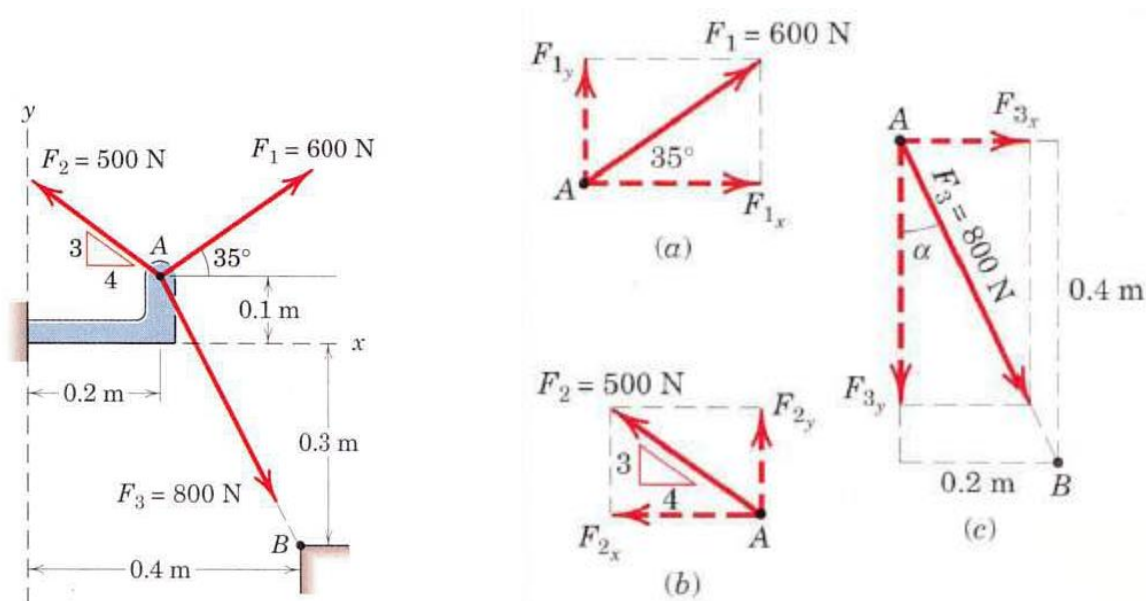 y
F₂ = 500 N
F₁ = 600 N
3
4
A
35°
0.1 m
x
0.2 m
0.3 m
F₃ = 800 N
B
0.4 m
F₁y
F₁ = 600 N
A
35°
F₁x
(a)
F₂ = 500 N
F₂y
3
4
F₂x
A
(b)
A
F₃x
F₃ = 800 N
α
0.4 m
F₃y
0.2 m
B
(c)